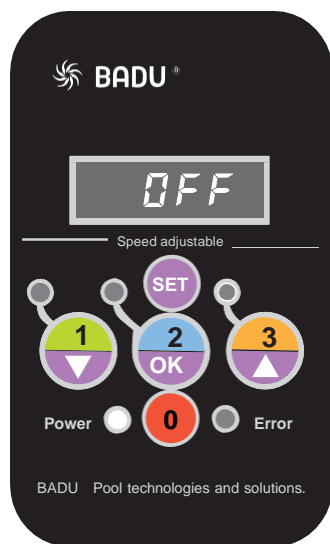 BADU ®
OFF
Speed adjustable
SET
1 2 3
OK
Power 0 Error
BADU Pool technologies and solutions.